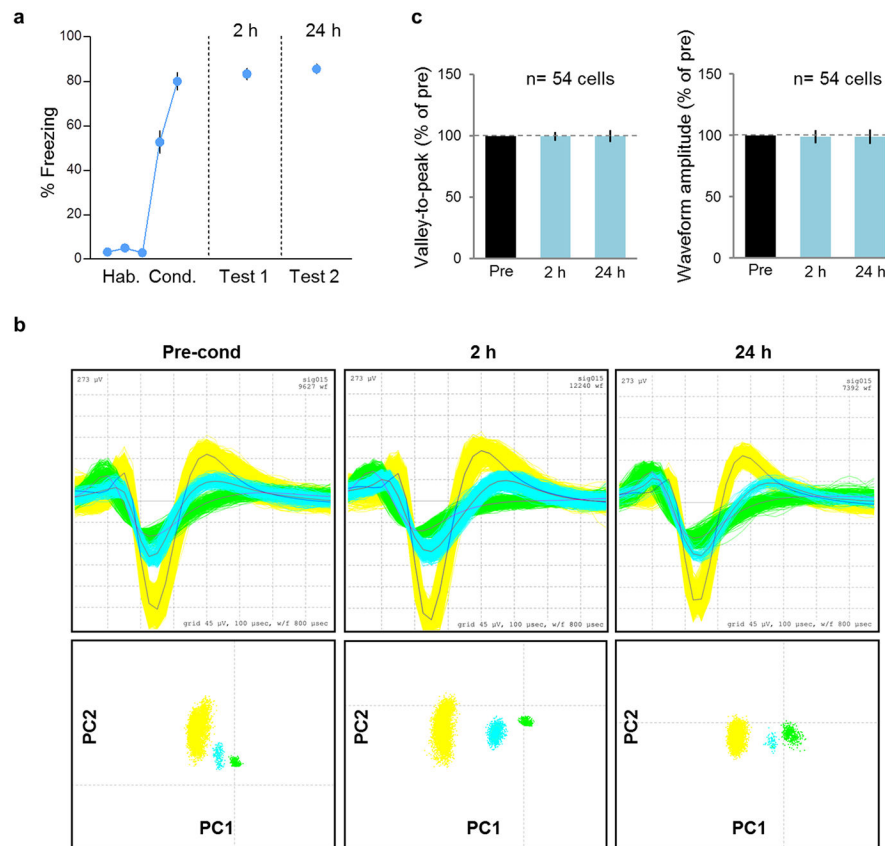 a
2 h
24 h
% Freezing
100
80
60
40
20
0
Hab.
Cond.
Test 1
Test 2
c
Valley-to-peak (% of pre)
150
100
50
0
n= 54 cells
Pre
2 h
24 h
Waveform amplitude (% of pre)
150
100
50
0
n= 54 cells
Pre
2 h
24 h
b
Pre-cond
2 h
24 h
273 µV
sig015
9627 wf
grid 45 µV, 100 µsec, w/f 800 µsec
273 µV
sig015
12240 wf
grid 45 µV, 100 µsec, w/f 800 µsec
273 µV
sig015
7392 wf
grid 45 µV, 100 µsec, w/f 800 µsec
PC2
PC1
PC2
PC1
PC2
PC1